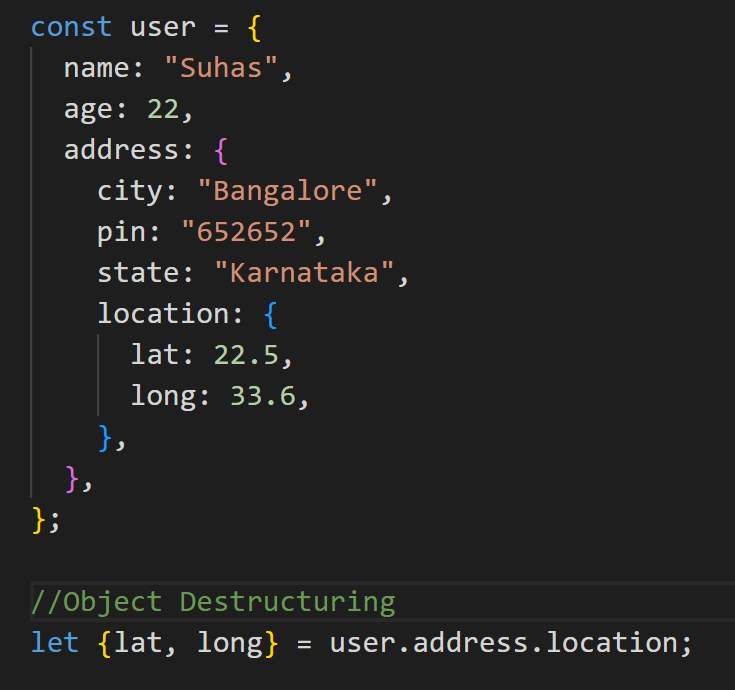 const user = {
  name: "Suhas",
  age: 22,
  address: {
    city: "Bangalore",
    pin: "652652",
    state: "Karnataka",
    location: {
      lat: 22.5,
      long: 33.6,
    },
  },
};

//Object Destructuring
let {lat, long} = user.address.location;